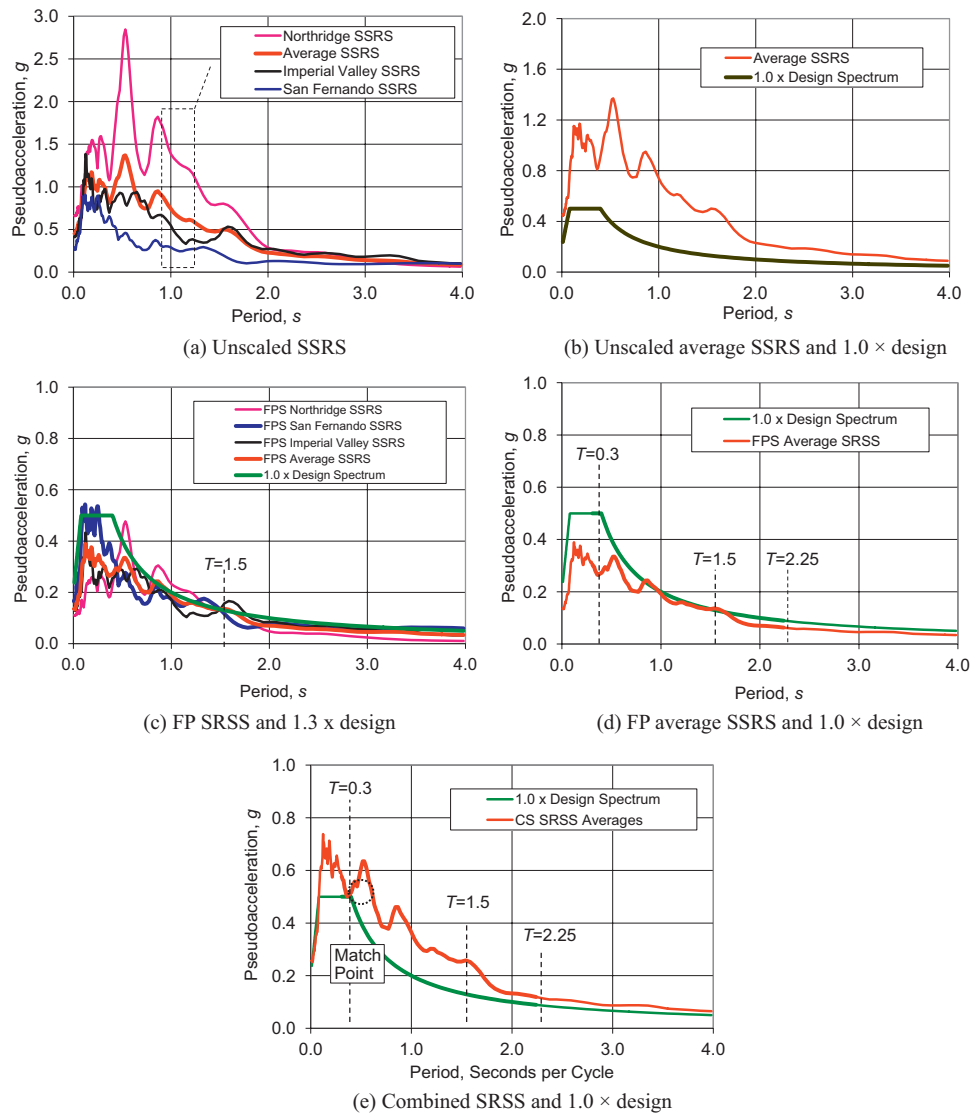 3.0
2.5
2.0
1.5
1.0
0.5
0.0
Pseudoacceleration, g
Northridge SSRS
Average SSRS
Imperial Valley SSRS
San Fernando SSRS
0.0 1.0 2.0 3.0 4.0
Period, s
(a) Unscaled SSRS
2.0
1.6
1.2
0.8
0.4
0.0
Pseudoacceleration, g
Average SSRS
1.0 x Design Spectrum
0.0 1.0 2.0 3.0 4.0
Period, s
(b) Unscaled average SSRS and 1.0 × design
1.0
0.8
0.6
0.4
0.2
0.0
Pseudoacceleration, g
FPS Northridge SSRS
FPS San Fernando SSRS
FPS Imperial Valley SSRS
FPS Average SSRS
1.0 x Design Spectrum
T=1.5
0.0 1.0 2.0 3.0 4.0
Period, s
(c) FP SRSS and 1.3 x design
1.0
0.8
0.6
0.4
0.2
0.0
Pseudoacceleration, g
1.0 x Design Spectrum
FPS Average SRSS
T=0.3
T=1.5
T=2.25
0.0 1.0 2.0 3.0 4.0
Period, s
(d) FP average SSRS and 1.0 × design
1.0
0.8
0.6
0.4
0.2
0.0
Pseudoacceleration, g
T=0.3
1.0 x Design Spectrum
CS SRSS Averages
T=1.5
T=2.25
Match
Point
0.0 1.0 2.0 3.0 4.0
Period, Seconds per Cycle
(e) Combined SRSS and 1.0 × design